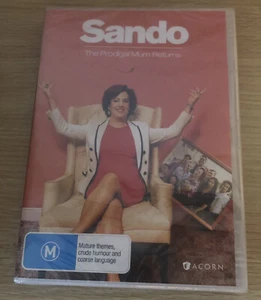 Sando
The Prodigal Mum Returns
M
Mature themes,
crude humour and
coarse language
ACORN